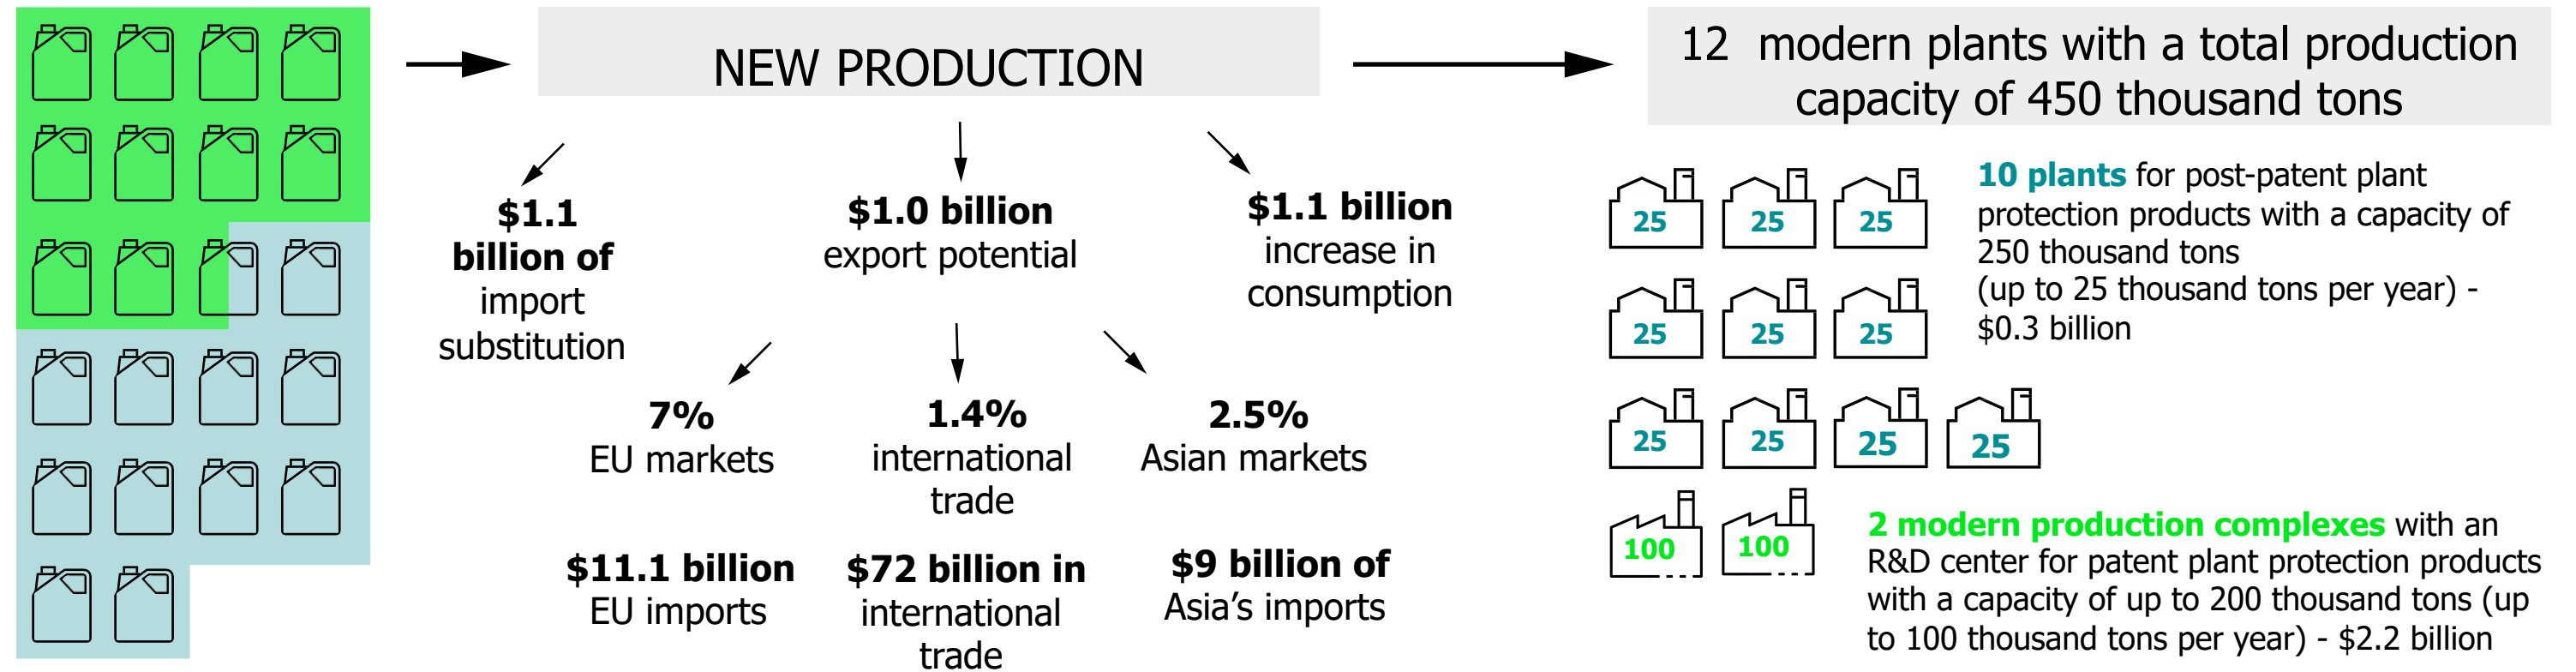 NEW PRODUCTION
12 modern plants with a total production
capacity of 450 thousand tons
$1.1
billion of
import
substitution
$1.0 billion
export potential
$1.1 billion
increase in
consumption
7%
EU markets
1.4%
international
trade
2.5%
Asian markets
$11.1 billion
EU imports
$72 billion in
international
trade
$9 billion of
Asia’s imports
25 25 25
25 25 25
25 25 25 25
10 plants for post-patent plant
protection products with a capacity of
250 thousand tons
(up to 25 thousand tons per year) -
$0.3 billion
100 100
2 modern production complexes with an
R&D center for patent plant protection products
with a capacity of up to 200 thousand tons (up
to 100 thousand tons per year) - $2.2 billion